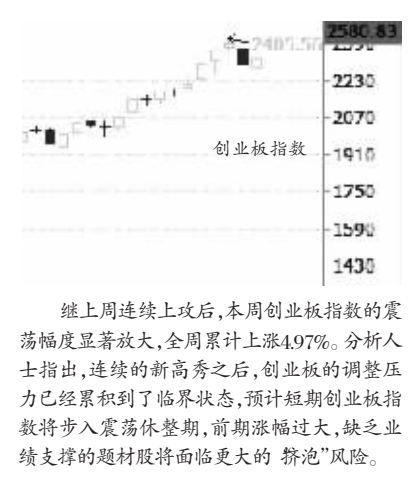 2580.83
2405.56
2390
2230
2070
创业板指数
1910
1750
1590
1430
继上周连续上攻后,本周创业板指数的震
荡幅度显著放大,全周累计上涨4.97%。分析人
士指出,连续的新高秀之后,创业板的调整压
力已经累积到了临界状态,预计短期创业板指
数将步入震荡休整期,前期涨幅过大,缺乏业
绩支撑的题材股将面临更大的“挤泡”风险。